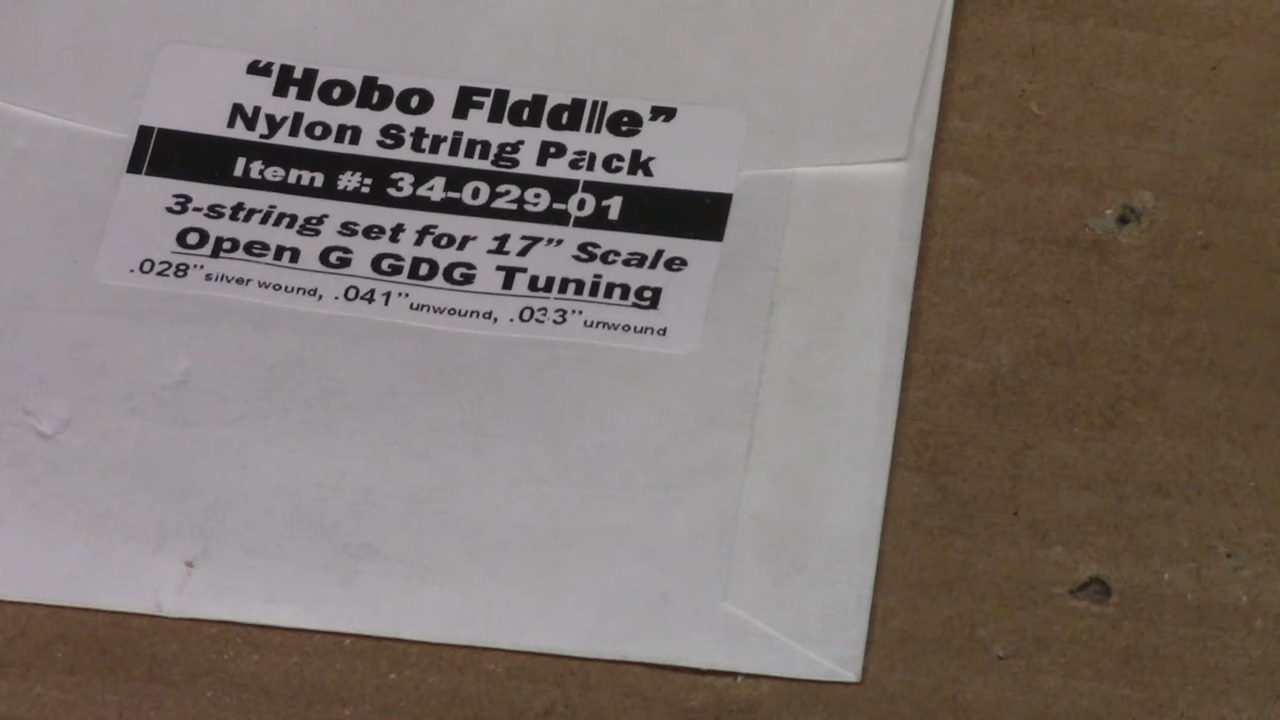 “Hobo Fiddle”
Nylon String Pack
Item #: 34-029-01
3-string set for 17” Scale
Open G GDG Tuning
.028” silver wound, .041” unwound, .033” unwound